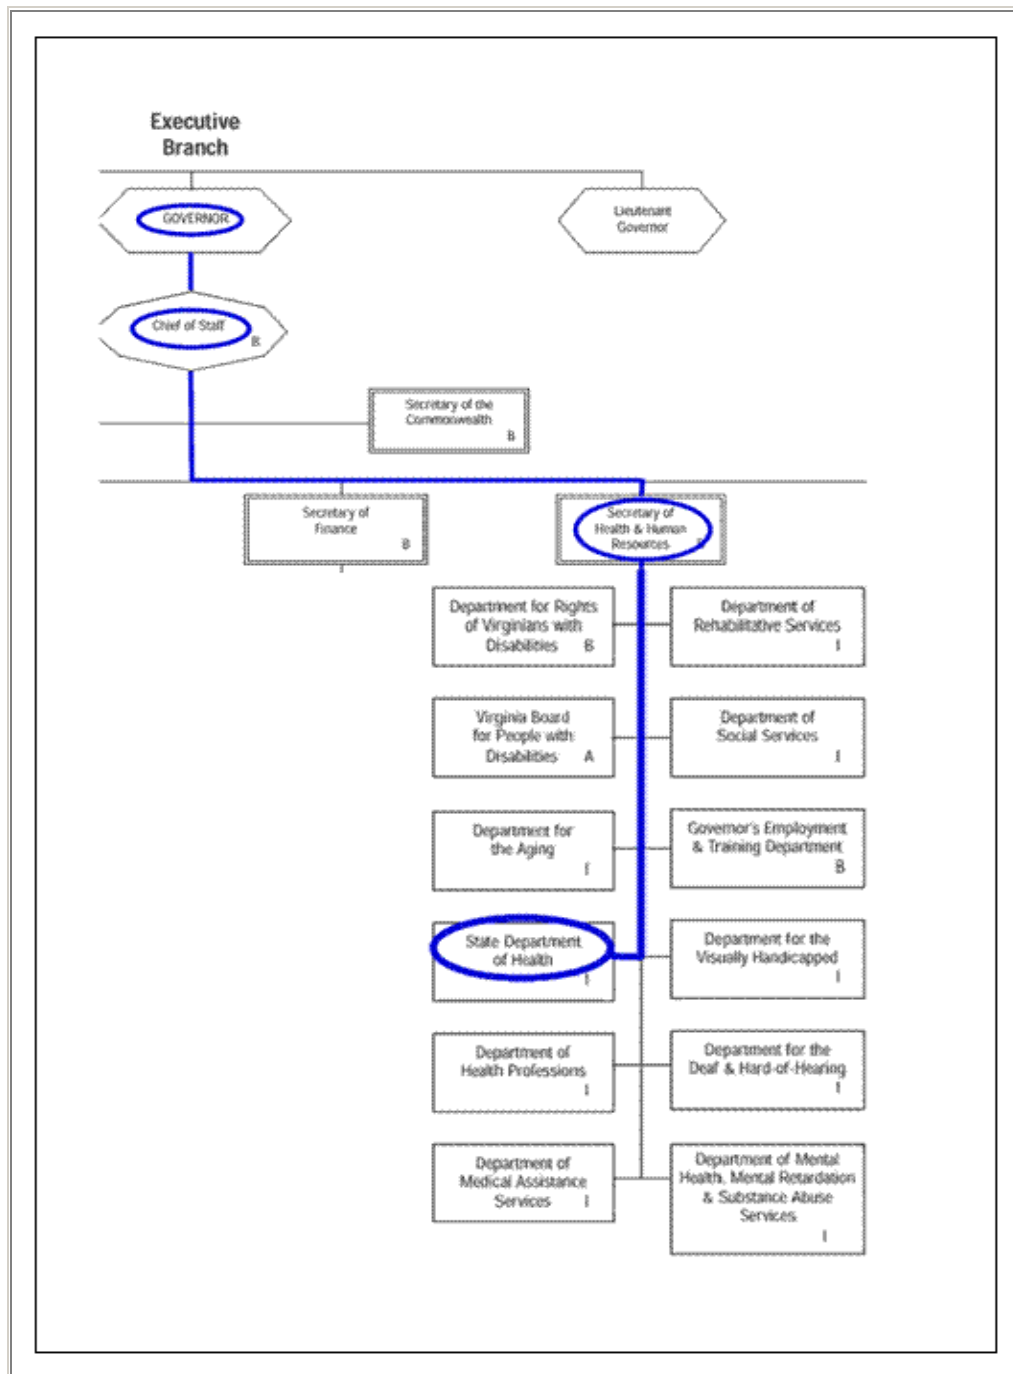 Executive
Branch
GOVERNOR
Lieutenant
Governor
Chief of Staff
B
Secretary of the
Commonwealth
B
Secretary of
Finance
B
Secretary of
Health & Human
Resources
Department for Rights
of Virginians with
Disabilities B
Department of
Rehabilitative Services
I
Virginia Board
for People with
Disabilities A
Department of
Social Services
I
Department for
the Aging
I
Governor's Employment
& Training Department
B
State Department
of Health
I
Department for the
Visually Handicapped
I
Department of
Health Professions
I
Department for the
Deaf & Hard-of-Hearing
I
Department of
Medical Assistance
Services I
Department of Mental
Health, Mental Retardation
& Substance Abuse
Services
I